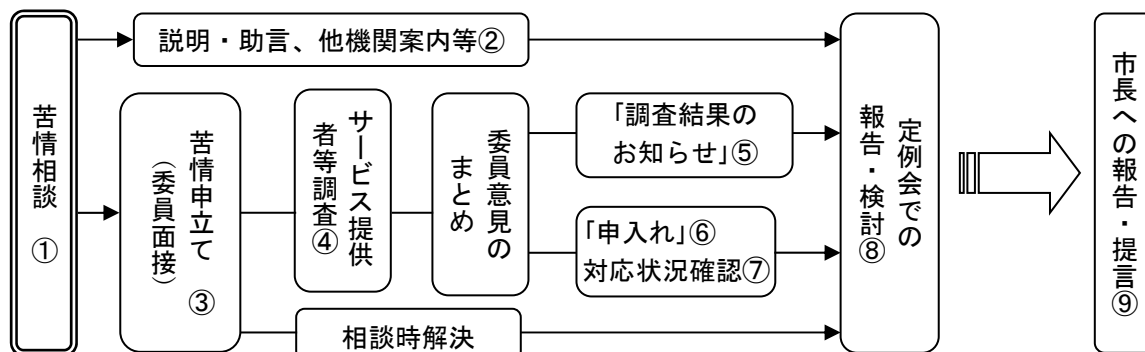 苦情相談 ①
説明・助言、他機関案内等②
苦情申立て ③
（委員面接）
サービス提供
者等調査④
委員意見の
まとめ
「調査結果の
お知らせ」⑤
「申入れ」⑥
対応状況確認⑦
相談時解決
定例会での
報告・検討⑧
市長への報告・提言⑨